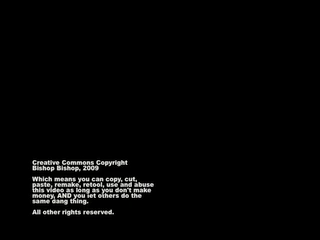 Creative Commons Copyright
Bishop Bishop, 2009
Which means you can copy, cut,
paste, remake, retool, use and abuse
this video as long as you don't make
money, AND you let others do the
same dang thing.
All other rights reserved.